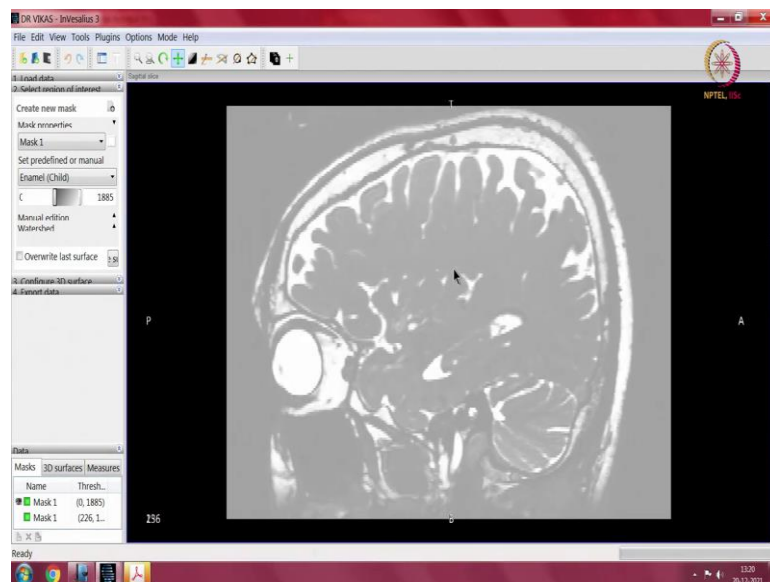 DR VIKAS - InVesalius 3
File Edit View Tools Plugins Options Mode Help
NPTEL, IISc
1. Load data
Sagital slice
2. Select region of interest
Create new mask
Mask properties
Mask 1
Set predefined or manual
Enamel (Child)
1885
Manual edition
Watershed
Overwrite last surface
3. Configure 3D surface
4. Export data
T
P
A
Data
Masks 3D surfaces Measures
Name Thresh...
Mask 1 (0, 1885)
Mask 1 (226, 1...
B
Ready
13:20